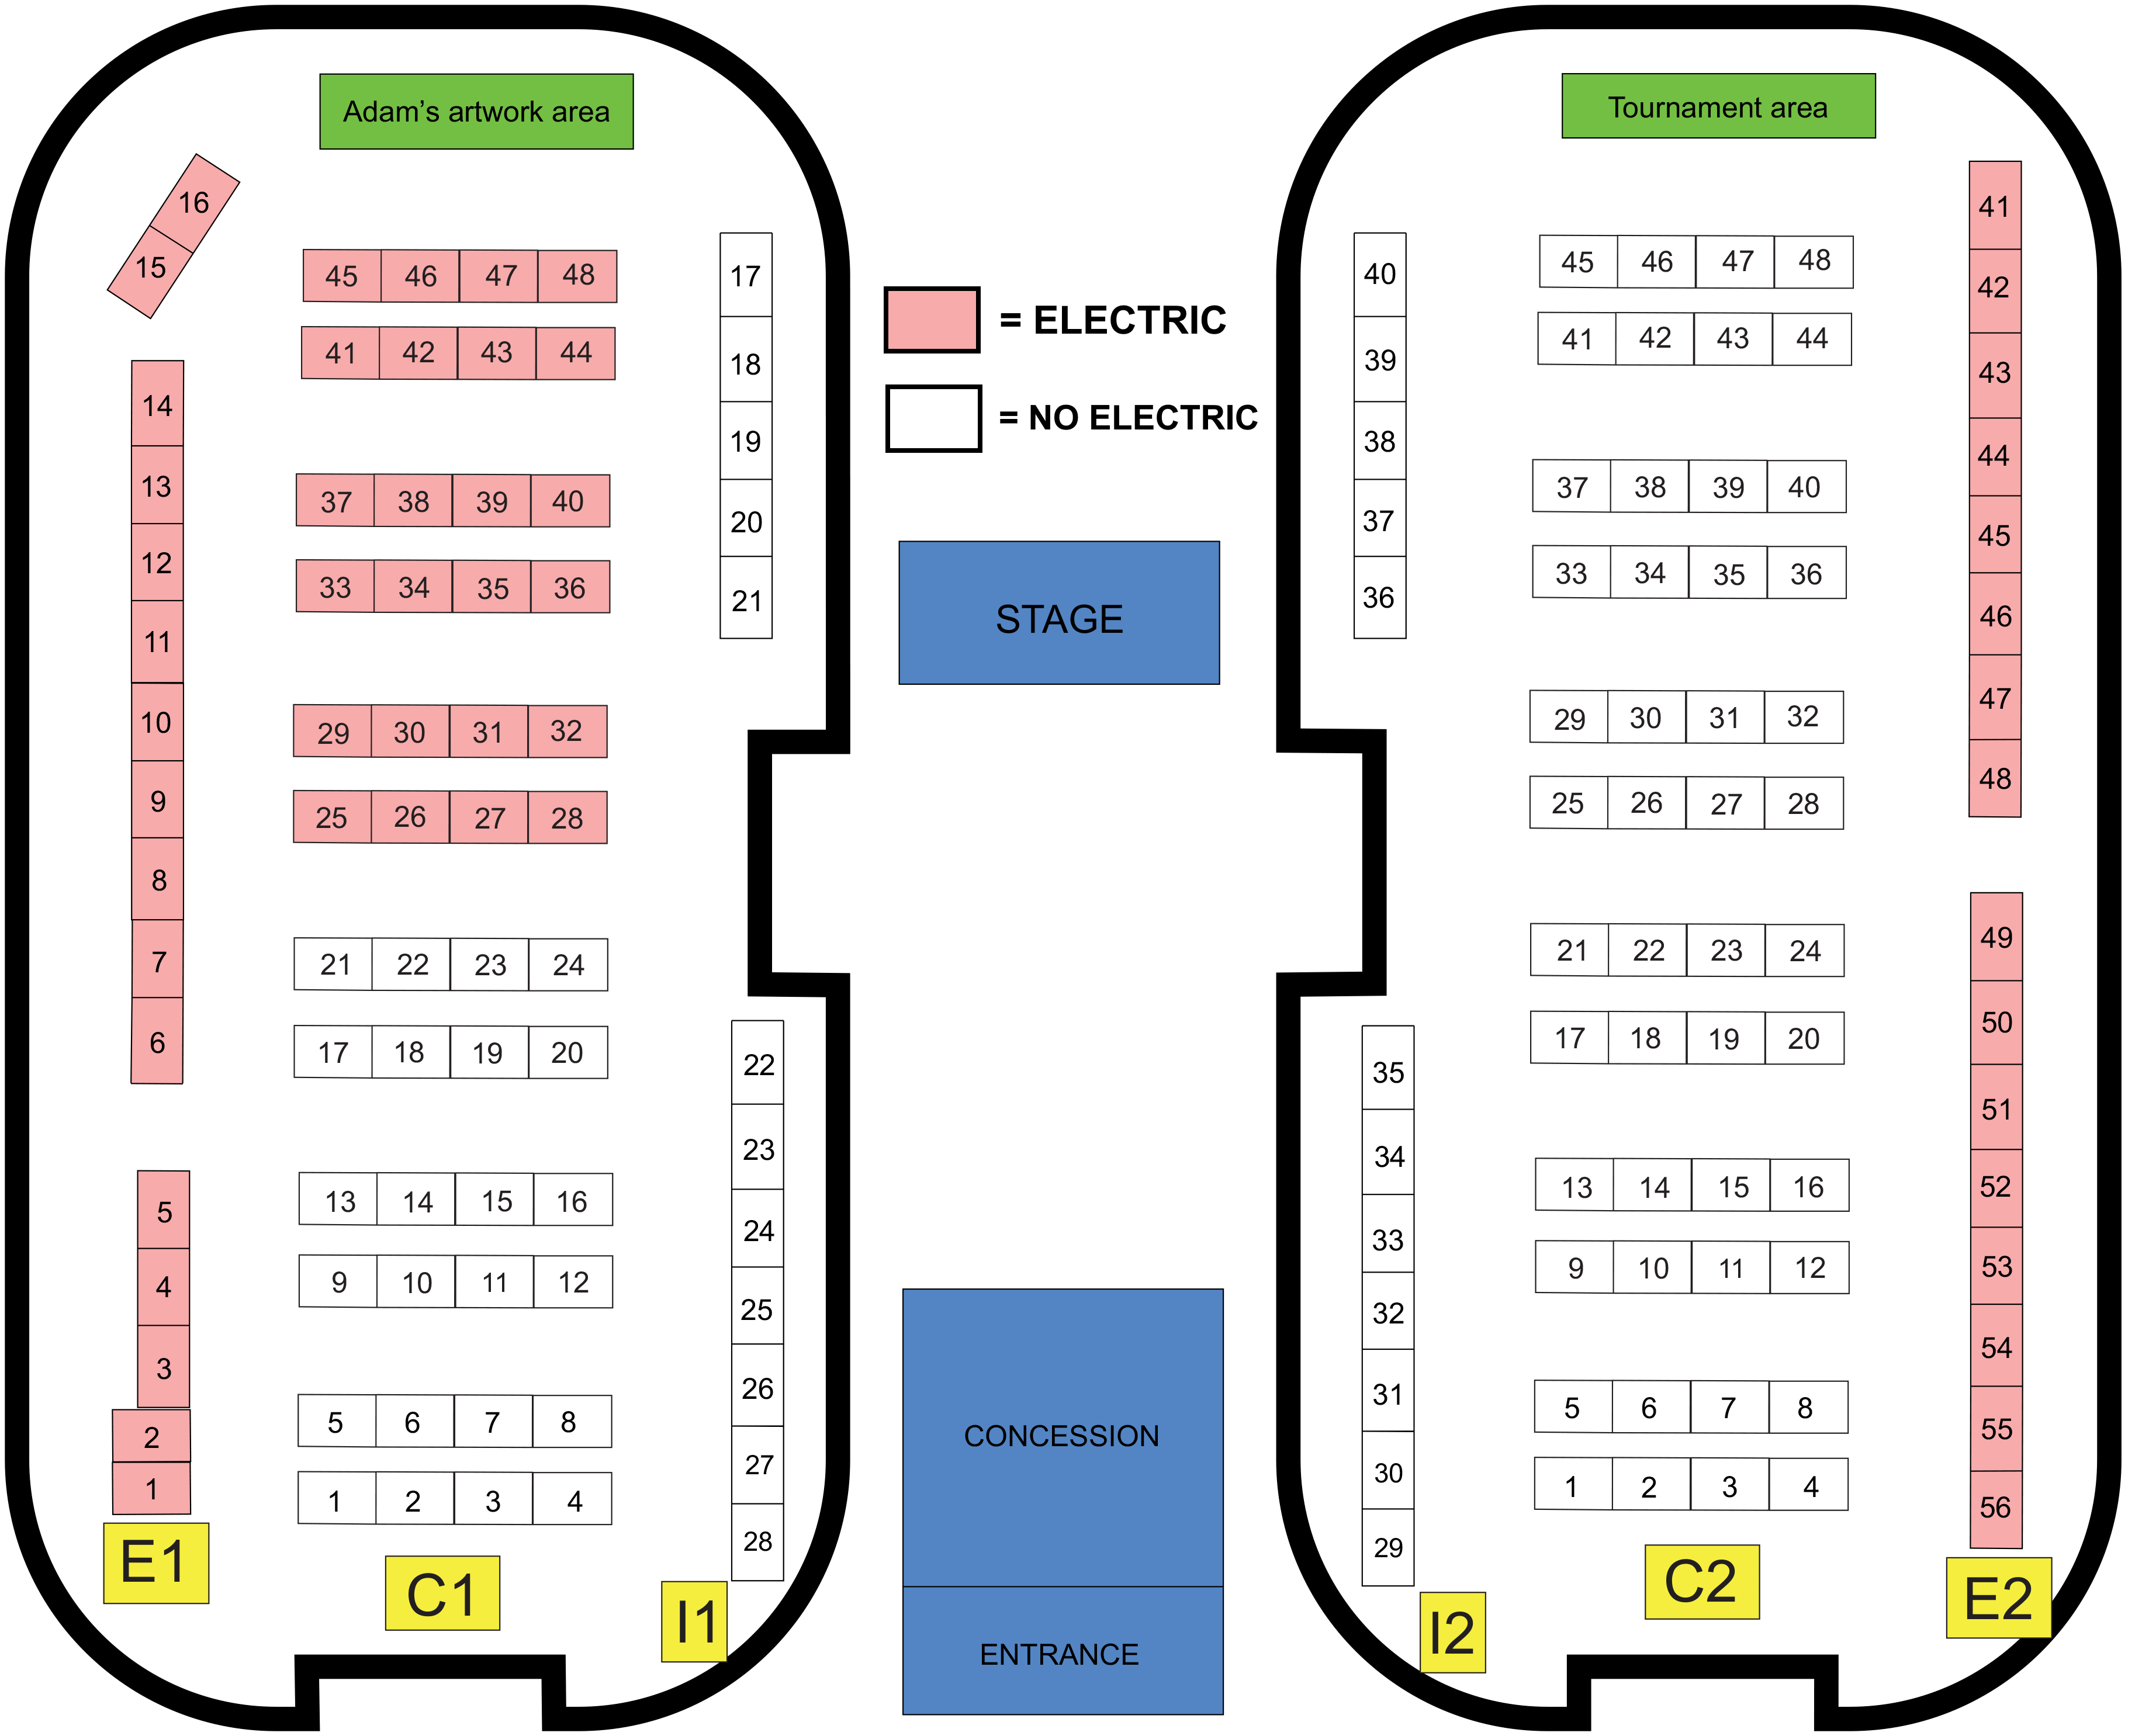 Adam's artwork area
16
15
45 46 47 48
41 42 43 44
14
13
12
11
10
9
8
7
6
37 38 39 40
33 34 35 36
29 30 31 32
25 26 27 28
21 22 23 24
17 18 19 20
5
4
3
2
1
13 14 15 16
9 10 11 12
5 6 7 8
1 2 3 4
17
18
19
20
21
22
23
24
25
26
27
28
E1
C1
I1
= ELECTRIC
= NO ELECTRIC
STAGE
CONCESSION
ENTRANCE
Tournament area
40
39
38
37
36
35
34
33
32
31
30
29
45 46 47 48
41 42 43 44
37 38 39 40
33 34 35 36
29 30 31 32
25 26 27 28
21 22 23 24
17 18 19 20
13 14 15 16
9 10 11 12
5 6 7 8
1 2 3 4
41
42
43
44
45
46
47
48
49
50
51
52
53
54
55
56
I2
C2
E2